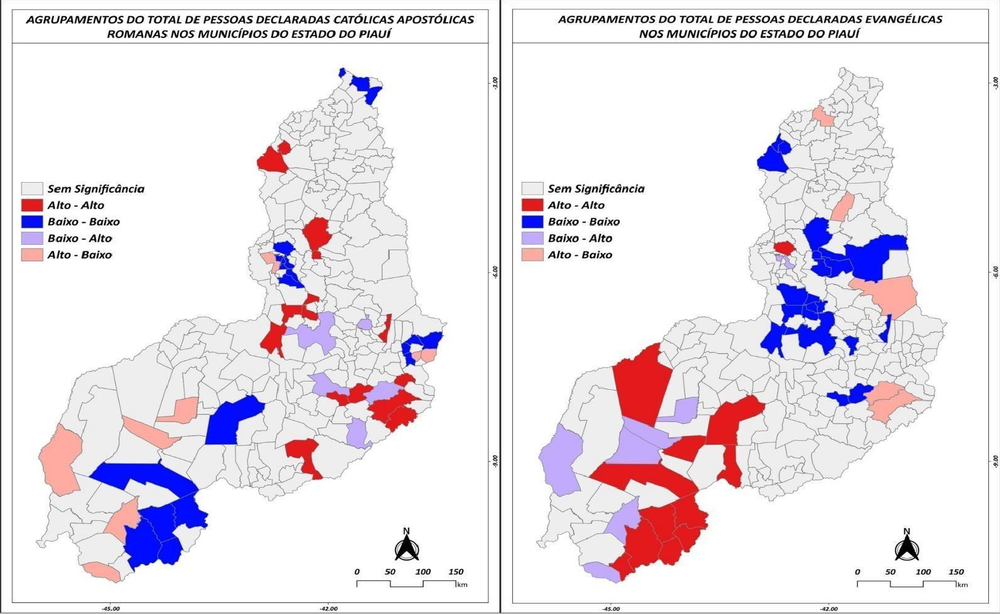 AGRUPAMENTOS DO TOTAL DE PESSOAS DECLARADAS CATÓLICAS APOSTÓLICAS
ROMANAS NOS MUNICÍPIOS DO ESTADO DO PIAUÍ
Sem Significância
Alto - Alto
Baixo - Baixo
Baixo - Alto
Alto - Baixo
-3.00
-6.00
-9.00
N
0 50 100 150
km
-45.00 -42.00
AGRUPAMENTOS DO TOTAL DE PESSOAS DECLARADAS EVANGÉLICAS
NOS MUNICÍPIOS DO ESTADO DO PIAUÍ
Sem Significância
Alto - Alto
Baixo - Baixo
Baixo - Alto
Alto - Baixo
-3.00
-6.00
-9.00
N
0 50 100 150
km
-45.00 -42.00